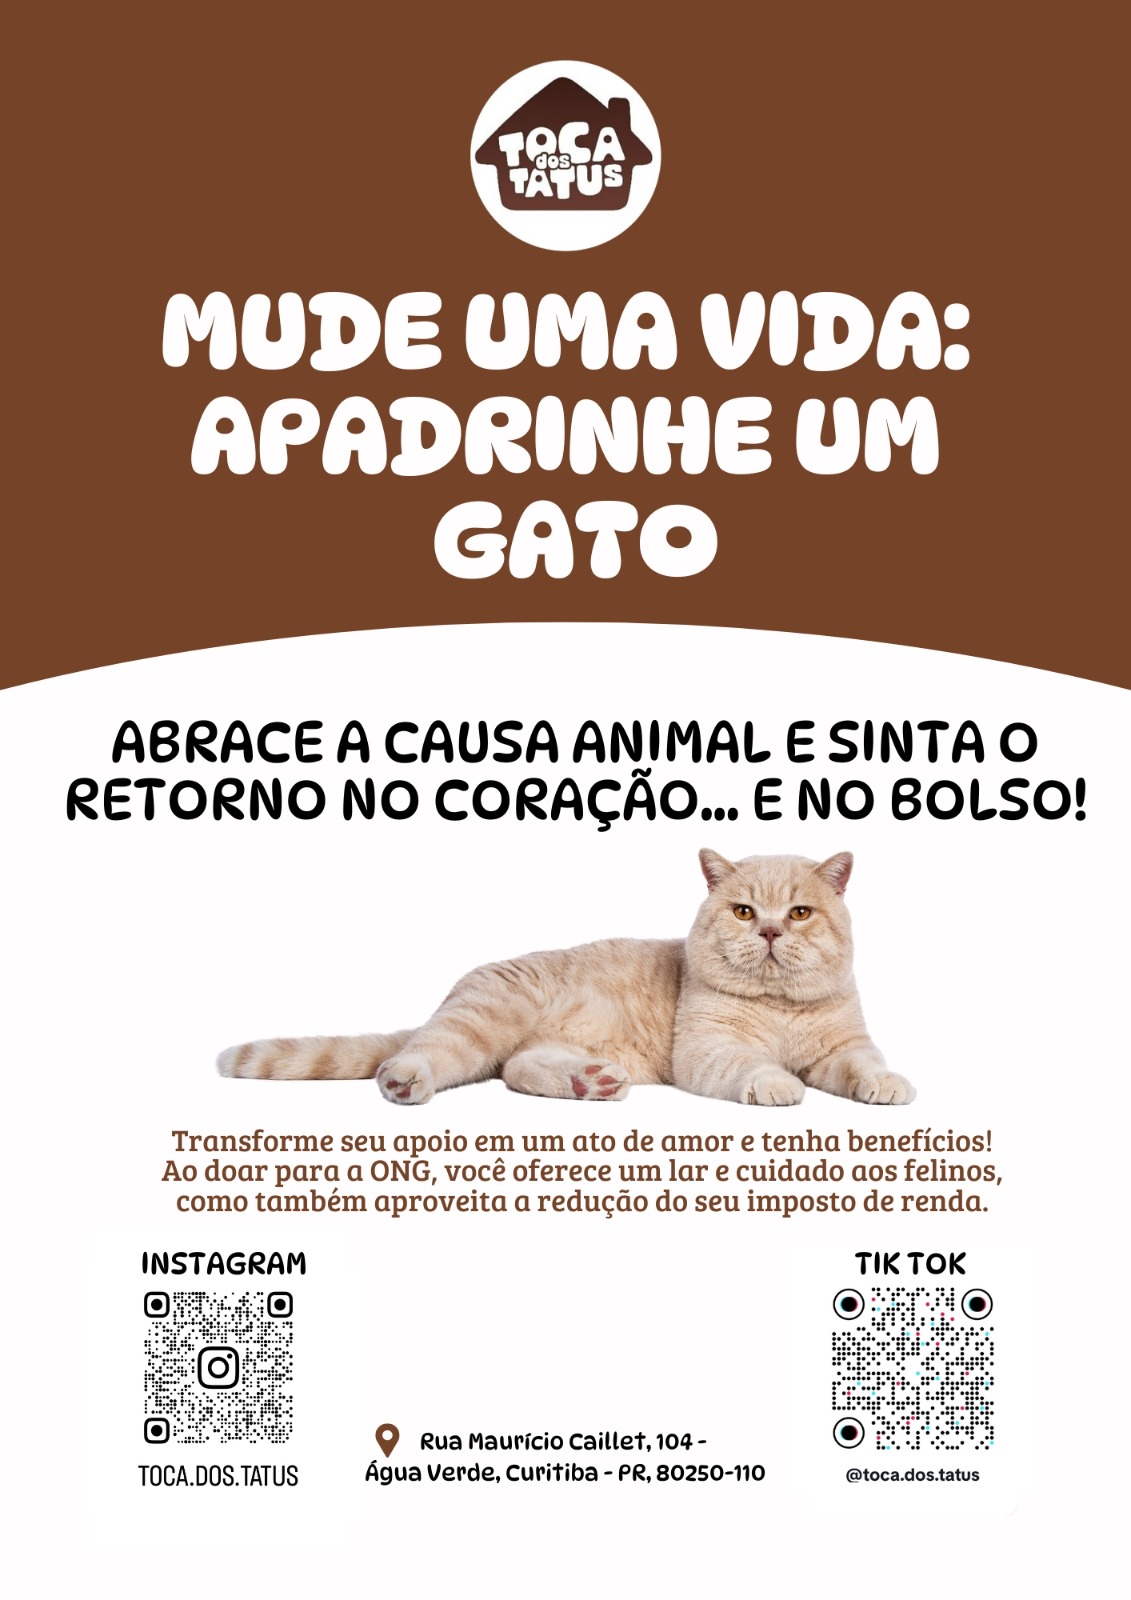 TOCA
dos
TATUS
MUDE UMA VIDA:
APADRINHE UM
GATO
ABRACE A CAUSA ANIMAL E SINTA O
RETORNO NO CORAÇÃO... E NO BOLSO!
Transforme seu apoio em um ato de amor e tenha benefícios!
Ao doar para a ONG, você oferece um lar e cuidado aos felinos,
como também aproveita a redução do seu imposto de renda.
INSTAGRAM
TOCA.DOS.TATUS
Rua Maurício Caillet, 104 -
Água Verde, Curitiba - PR, 80250-110
TIK TOK
@toca.dos.tatus